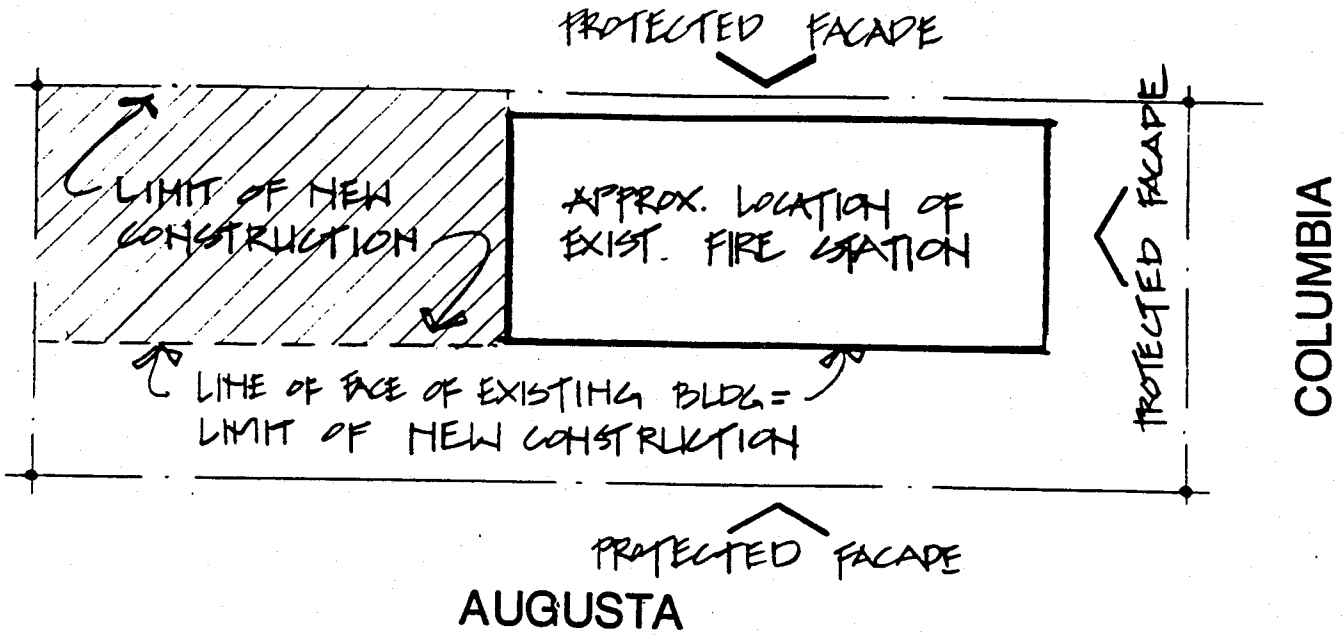 PROTECTED FACADE
LIMIT OF NEW
CONSTRUCTION
APPROX. LOCATION OF
EXIST. FIRE STATION
PROTECTED FACADE
COLUMBIA
LINE OF FACE OF EXISTING BLDG =
LIMIT OF NEW CONSTRUCTION
PROTECTED FACADE
AUGUSTA